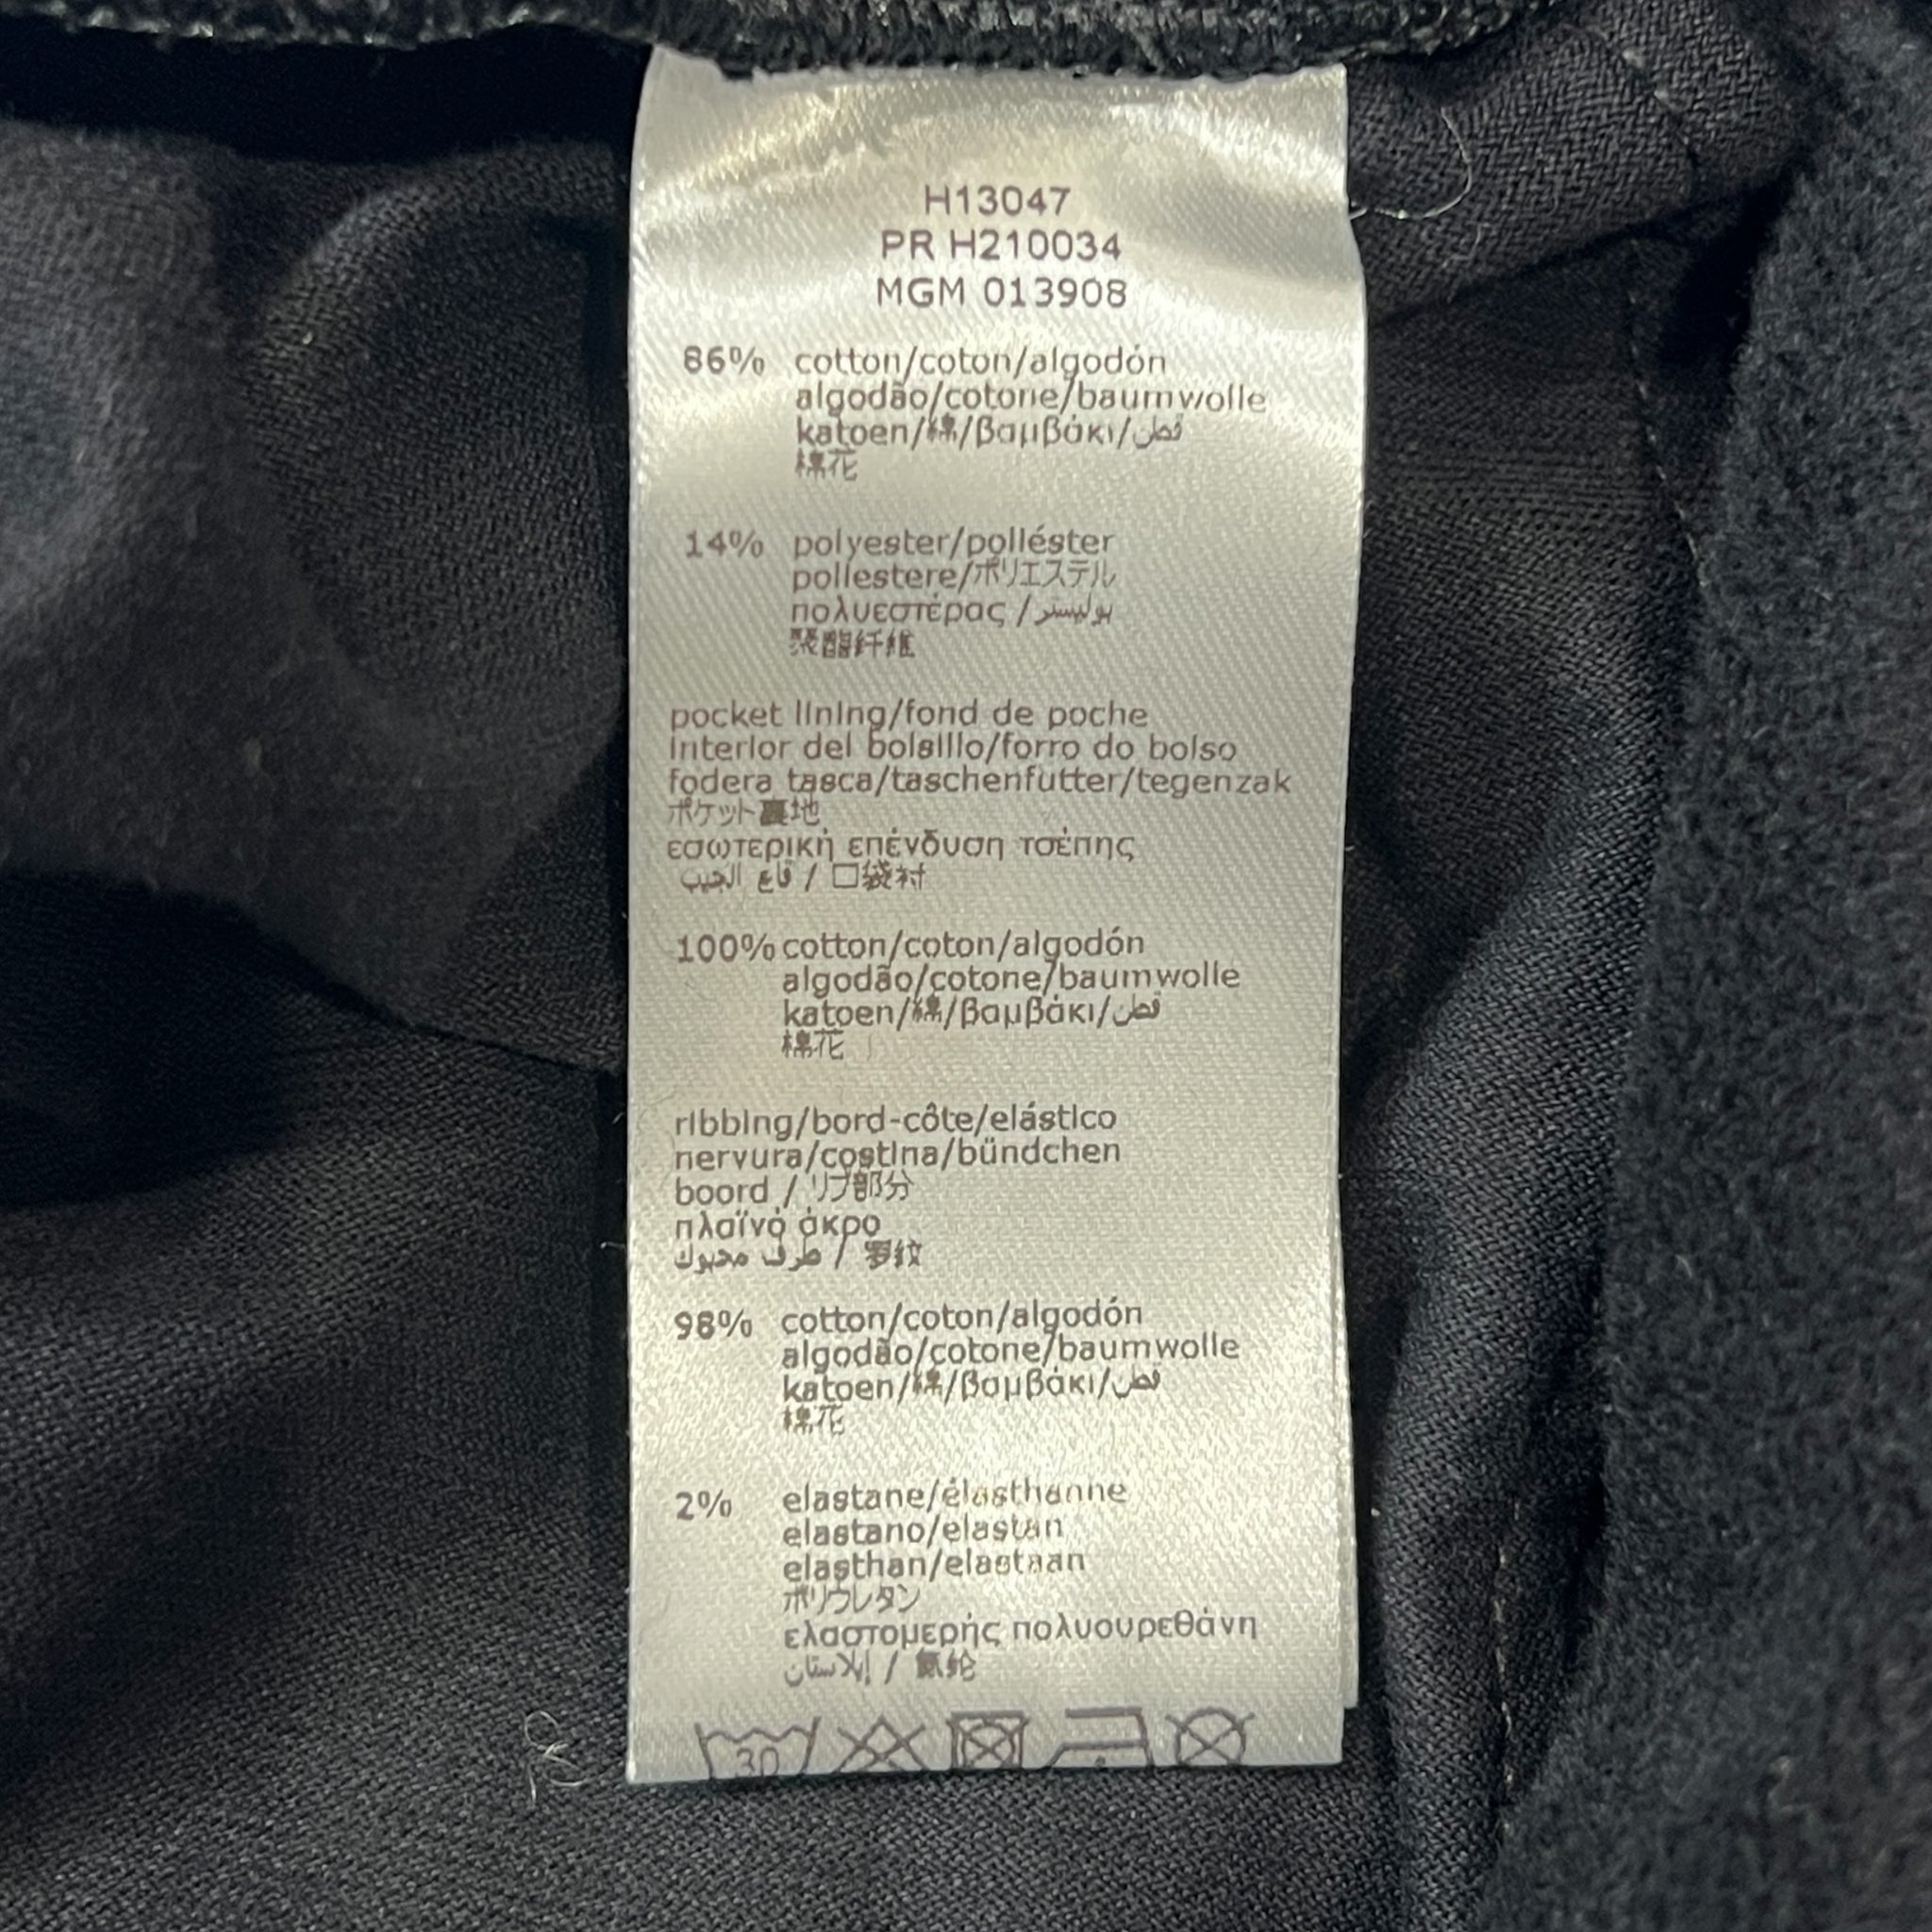 H13047
PR H210034
MGM 013908
86% cotton/coton/algodón
algodão/cotone/baumwolle
katoen/綿/βαμβάκι/قطن
棉花
14% polyester/polléster
pollestere/ポリエステル
πολυεστέρας / بوليستر
聚酯纤维
pocket lining/fond de poche
interior del bolsillo/forro do bolso
fodera tasca/taschenfutter/tegenzak
ポケット裏地
εσωτερική επένδυση τσέπης
قاع الجيب / 口袋衬
100% cotton/coton/algodón
algodão/cotone/baumwolle
katoen/綿/βαμβάκι/قطن
棉花
ribbing/bord-côte/elástico
nervura/costina/bündchen
boord / リブ部分
πλαϊνό άκρο
طرف محبوك / 罗纹
98% cotton/coton/algodón
algodão/cotone/baumwolle
katoen/綿/βαμβάκι/قطن
棉花
2% elastane/élasthanne
elastano/elastan
elasthan/elastaan
ポリウレタン
ελαστομερής πολυουρεθάνη
إيلاستان / 氨纶
30